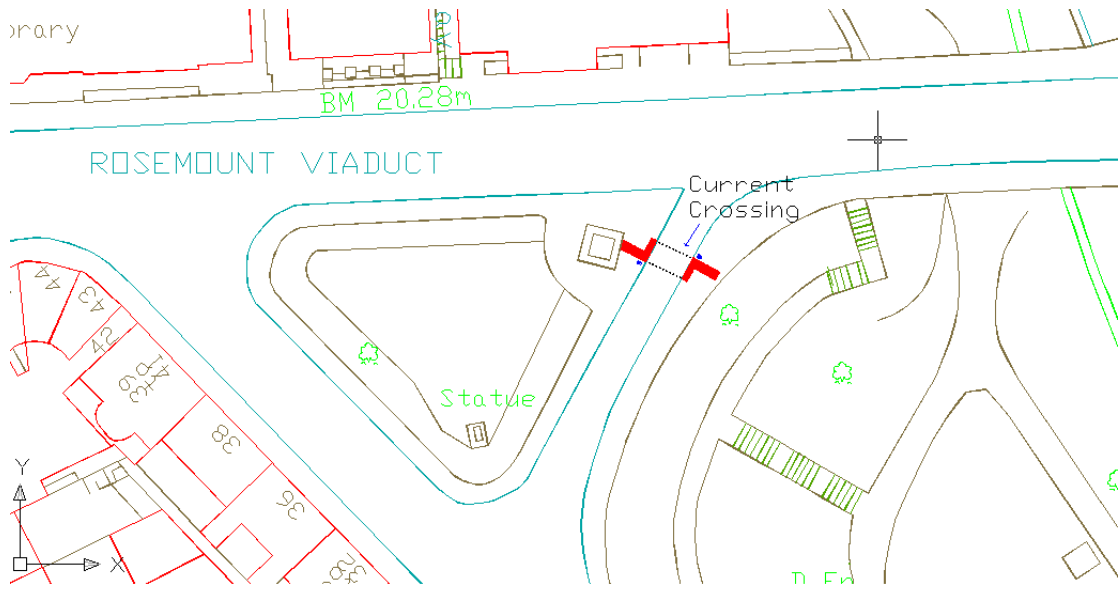 brary
BM 20.28m
ROSEMOUNT VIADUCT
Current
Crossing
44
43
42
38
Statue
36
Y
X